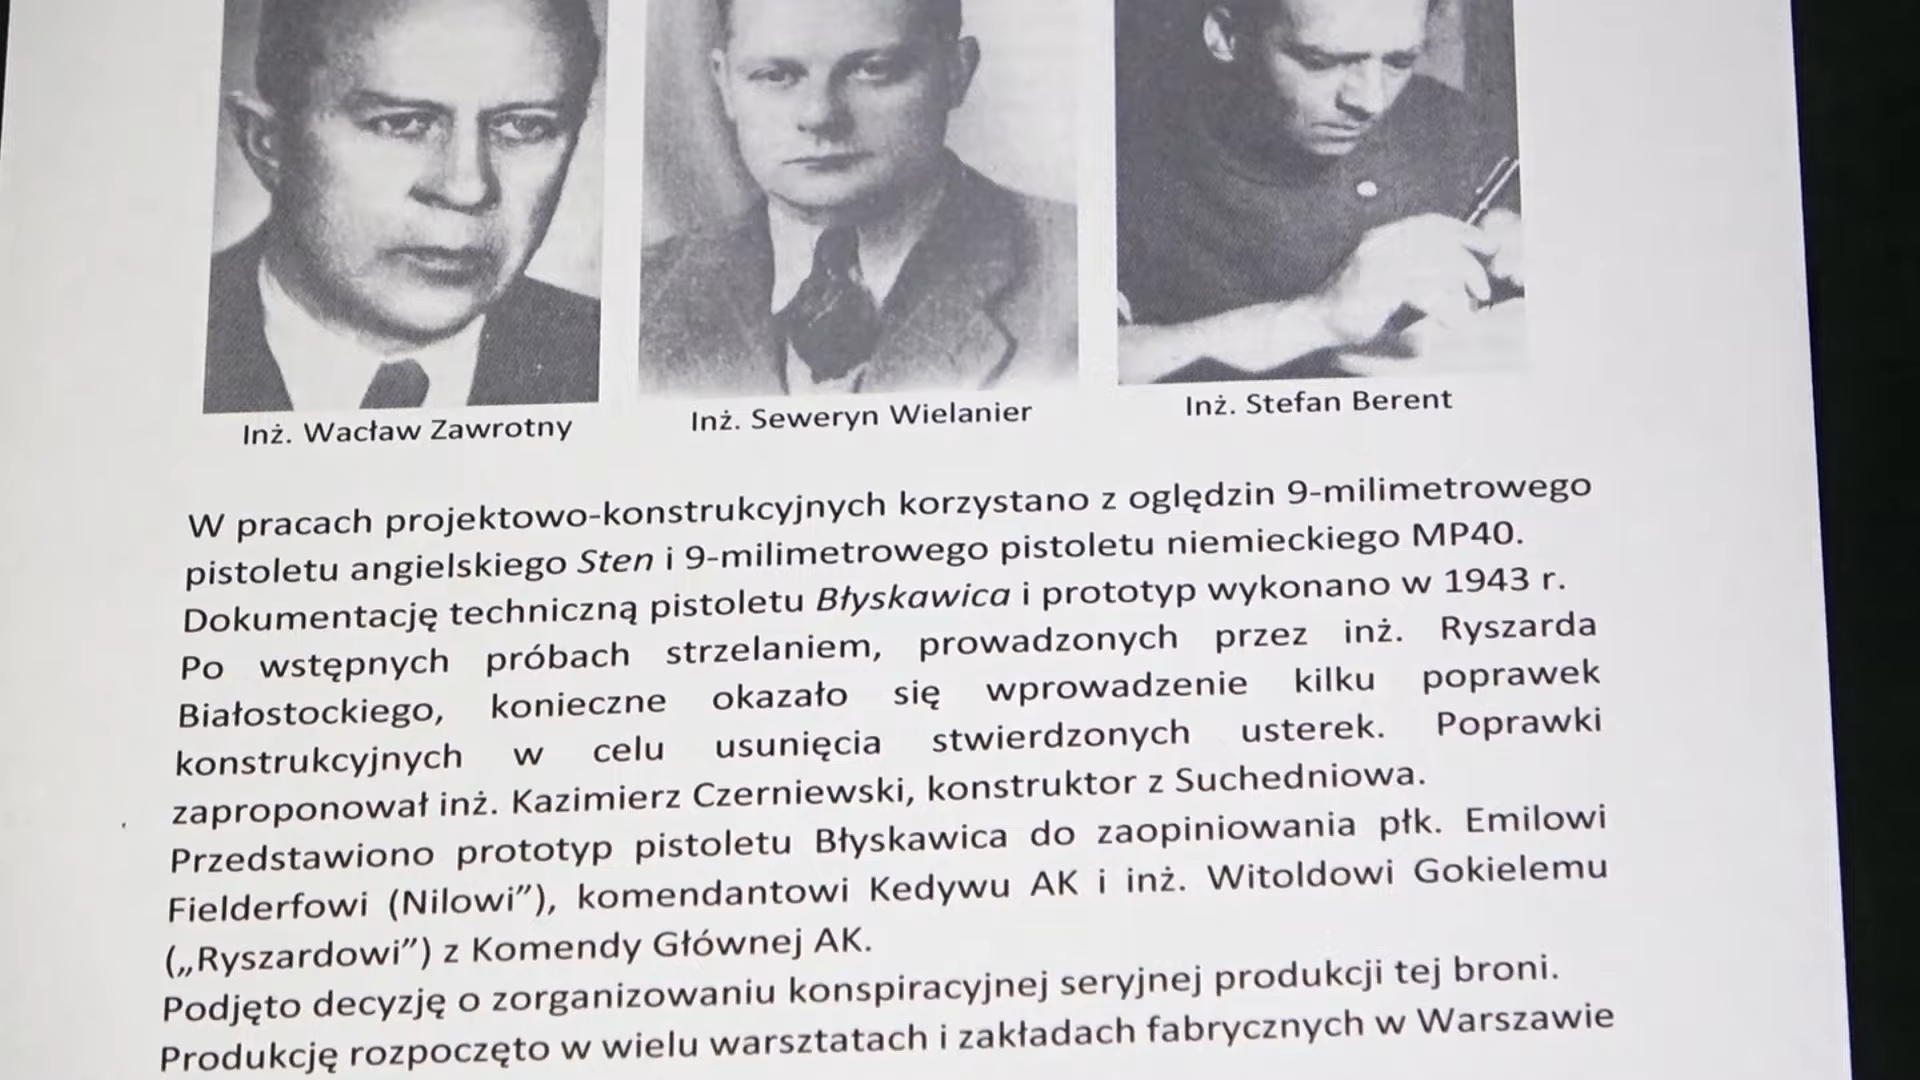 Inż. Wacław Zawrotny
Inż. Seweryn Wielanier
Inż. Stefan Berent
W pracach projektowo-konstrukcyjnych korzystano z oględzin 9-milimetrowego
pistoletu angielskiego Sten i 9-milimetrowego pistoletu niemieckiego MP40.
Dokumentację techniczną pistoletu Błyskawica i prototyp wykonano w 1943 r.
Po wstępnych próbach strzelaniem, prowadzonych przez inż. Ryszarda
Białostockiego, konieczne okazało się wprowadzenie kilku poprawek
konstrukcyjnych w celu usunięcia stwierdzonych usterek. Poprawki
zaproponował inż. Kazimierz Czerniewski, konstruktor z Suchedniowa.
Przedstawiono prototyp pistoletu Błyskawica do zaopiniowania płk. Emilowi
Fielderfowi (Nilowi”), komendantowi Kedywu AK i inż. Witoldowi Gokielemu
(„Ryszardowi”) z Komendy Głównej AK.
Podjęto decyzję o zorganizowaniu konspiracyjnej seryjnej produkcji tej broni.
Produkcję rozpoczęto w wielu warsztatach i zakładach fabrycznych w Warszawie